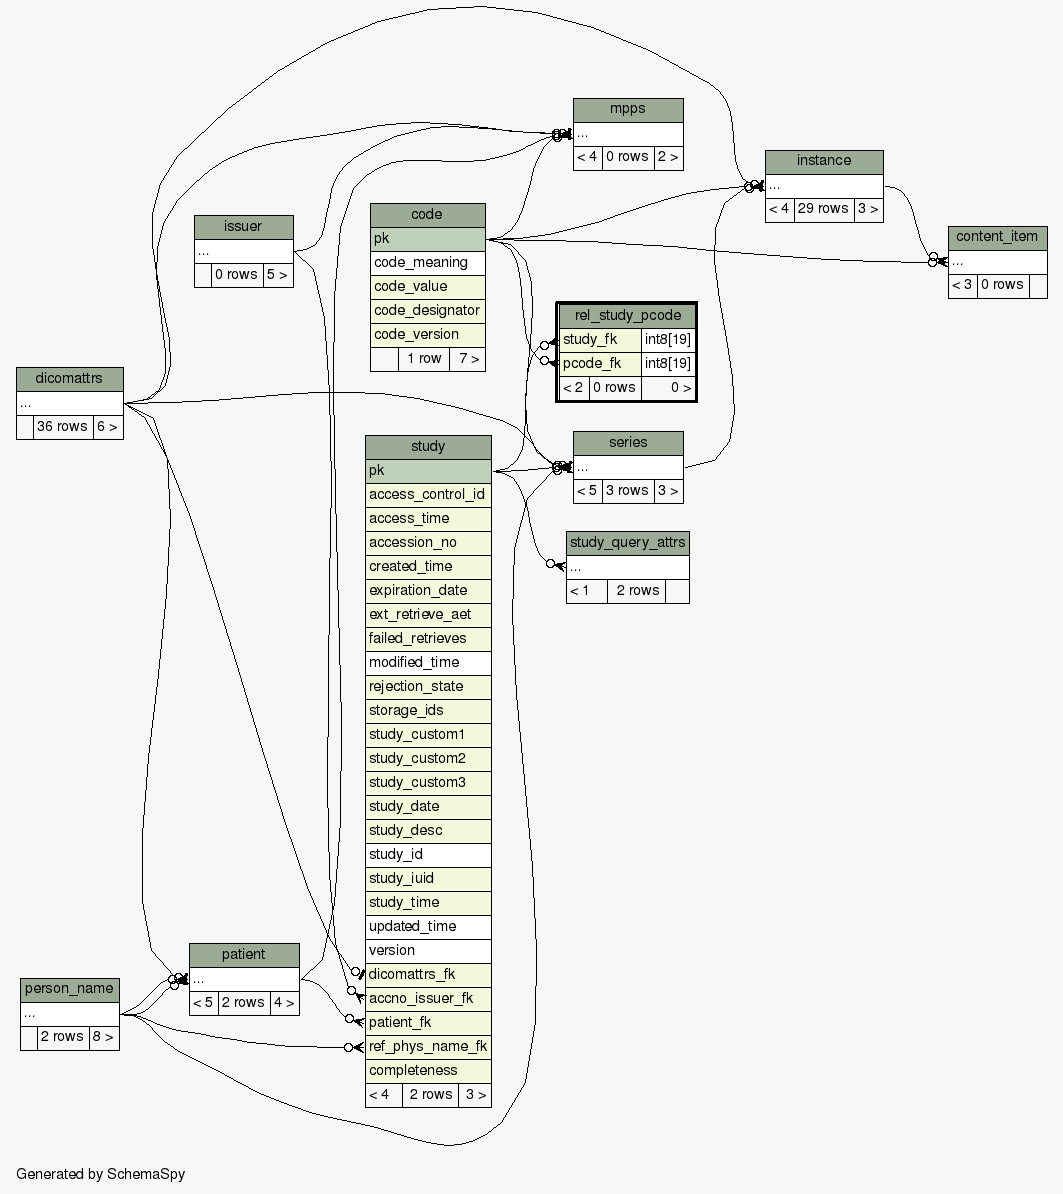 mpps
...
< 4 0 rows 2 >
instance
...
< 4 29 rows 3 >
issuer
...
0 rows 5 >
code
pk
code_meaning
code_value
code_designator
code_version
1 row 7 >
content_item
...
< 3 0 rows
rel_study_pcode
study_fk int8[19]
pcode_fk int8[19]
< 2 0 rows 0 >
dicomattrs
...
36 rows 6 >
series
...
< 5 3 rows 3 >
study
pk
access_control_id
access_time
accession_no
created_time
expiration_date
ext_retrieve_aet
failed_retrieves
modified_time
rejection_state
storage_ids
study_custom1
study_custom2
study_custom3
study_date
study_desc
study_id
study_iuid
study_time
updated_time
version
dicomattrs_fk
accno_issuer_fk
patient_fk
ref_phys_name_fk
completeness
< 4 2 rows 3 >
study_query_attrs
...
< 1 2 rows
patient
...
< 5 2 rows 4 >
person_name
...
2 rows 8 >
Generated by SchemaSpy